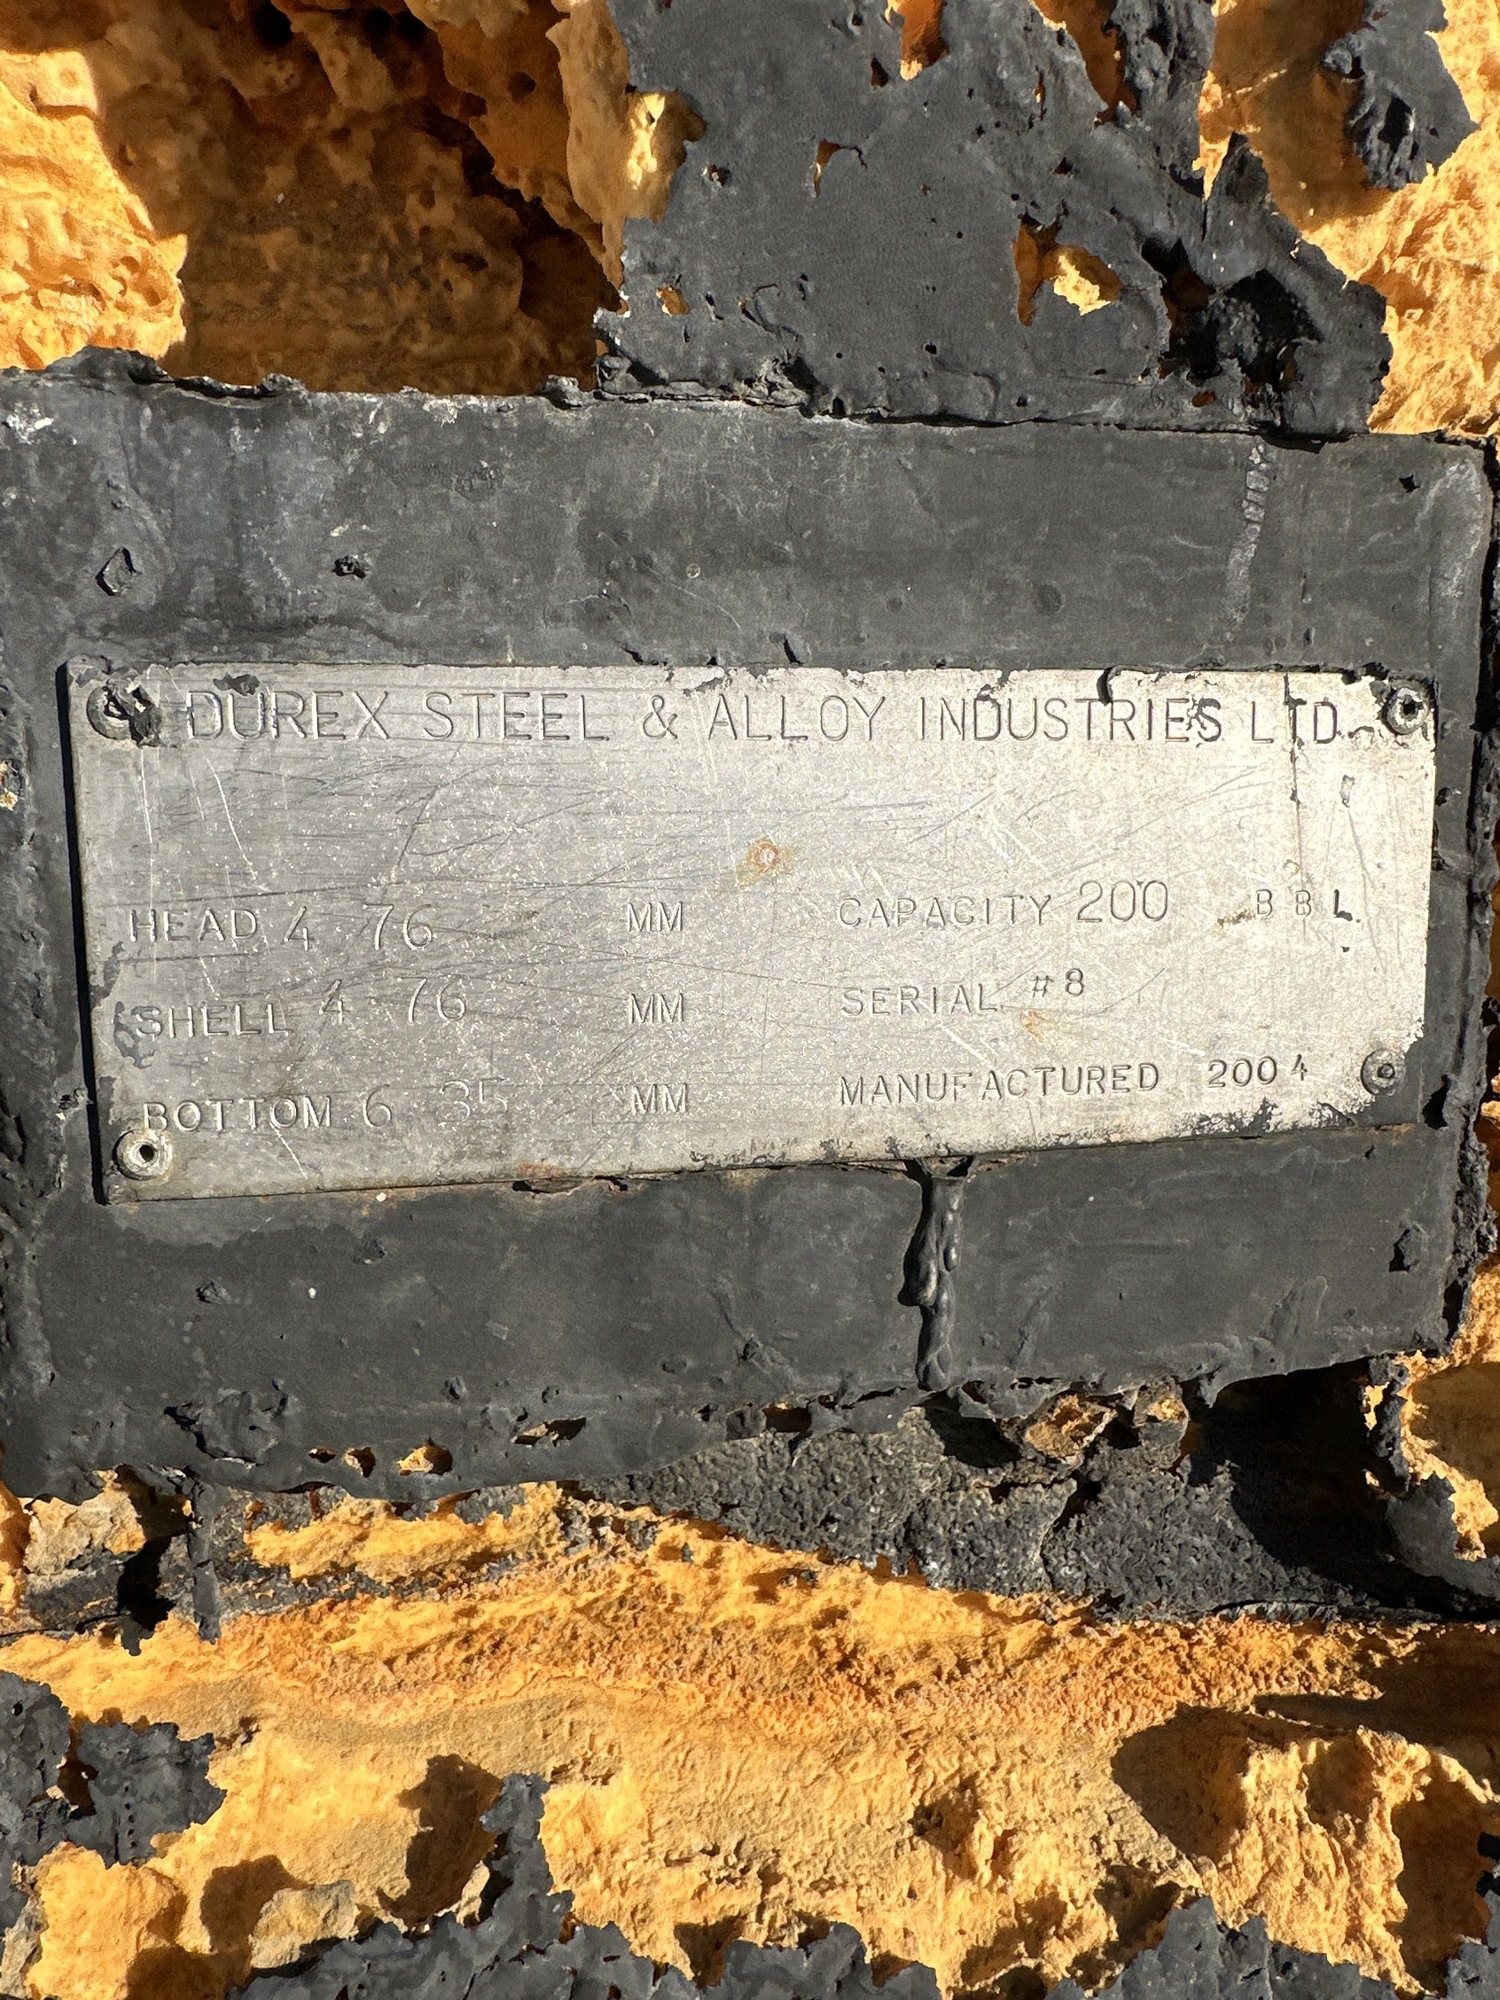 DUREX STEEL & ALLOY INDUSTRIES LTD.
HEAD 4 76 MM CAPACITY 200 BBL
SHELL 4 76 MM SERIAL #8
BOTTOM 6 35 MM MANUFACTURED 2004